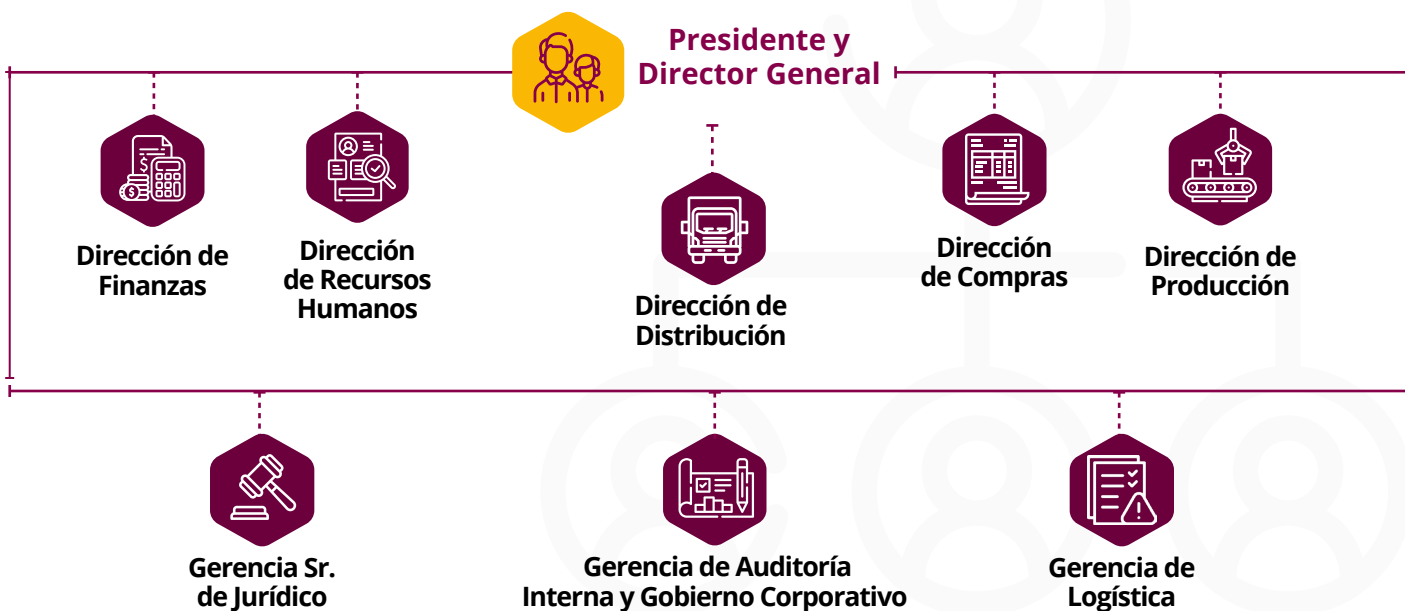 Presidente y
Director General
Dirección de
Finanzas
Dirección
de Recursos
Humanos
Dirección de
Distribución
Dirección
de Compras
Dirección de
Producción
Gerencia Sr.
de Jurídico
Gerencia de Auditoría
Interna y Gobierno Corporativo
Gerencia de
Logística